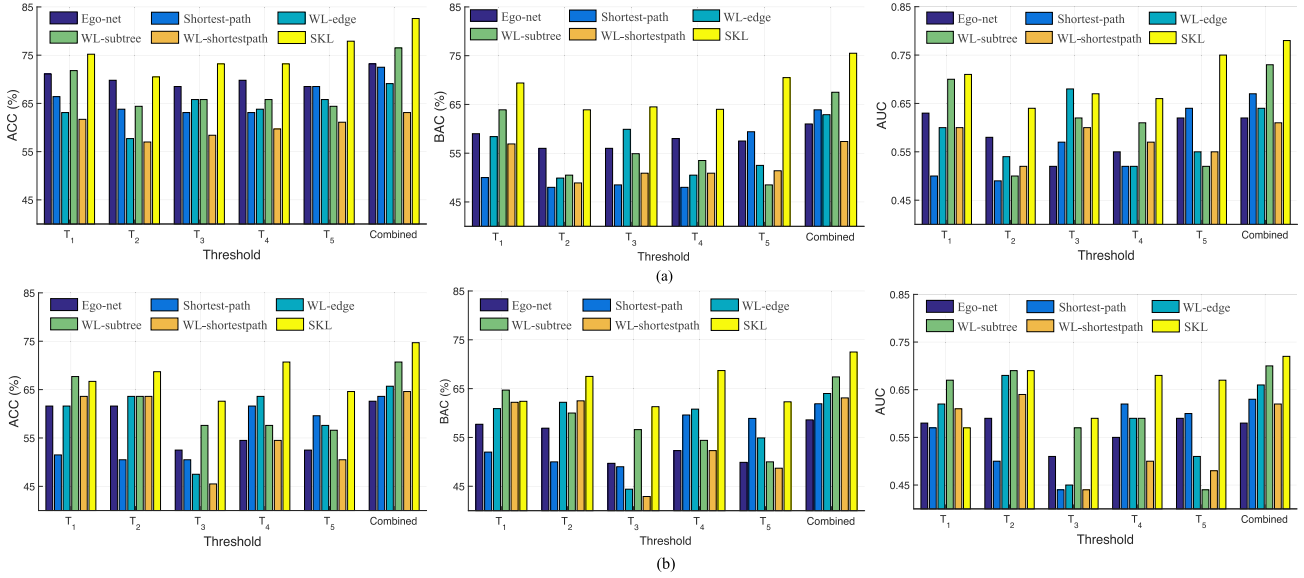 85
75
65
55
45
ACC (%)
Ego-net Shortest-path WL-edge
WL-subtree WL-shortestpath SKL
T1 T2 T3 T4 T5 Combined
Threshold
85
75
65
55
45
BAC (%)
Ego-net Shortest-path WL-edge
WL-subtree WL-shortestpath SKL
T1 T2 T3 T4 T5 Combined
Threshold
0.85
0.75
0.65
0.55
0.45
AUC
Ego-net Shortest-path WL-edge
WL-subtree WL-shortestpath SKL
T1 T2 T3 T4 T5 Combined
Threshold
(a)
85
75
65
55
45
ACC (%)
Ego-net Shortest-path WL-edge
WL-subtree WL-shortestpath SKL
T1 T2 T3 T4 T5 Combined
Threshold
85
75
65
55
45
BAC (%)
Ego-net Shortest-path WL-edge
WL-subtree WL-shortestpath SKL
T1 T2 T3 T4 T5 Combined
Threshold
0.85
0.75
0.65
0.55
0.45
AUC
Ego-net Shortest-path WL-edge
WL-subtree WL-shortestpath SKL
T1 T2 T3 T4 T5 Combined
Threshold
(b)